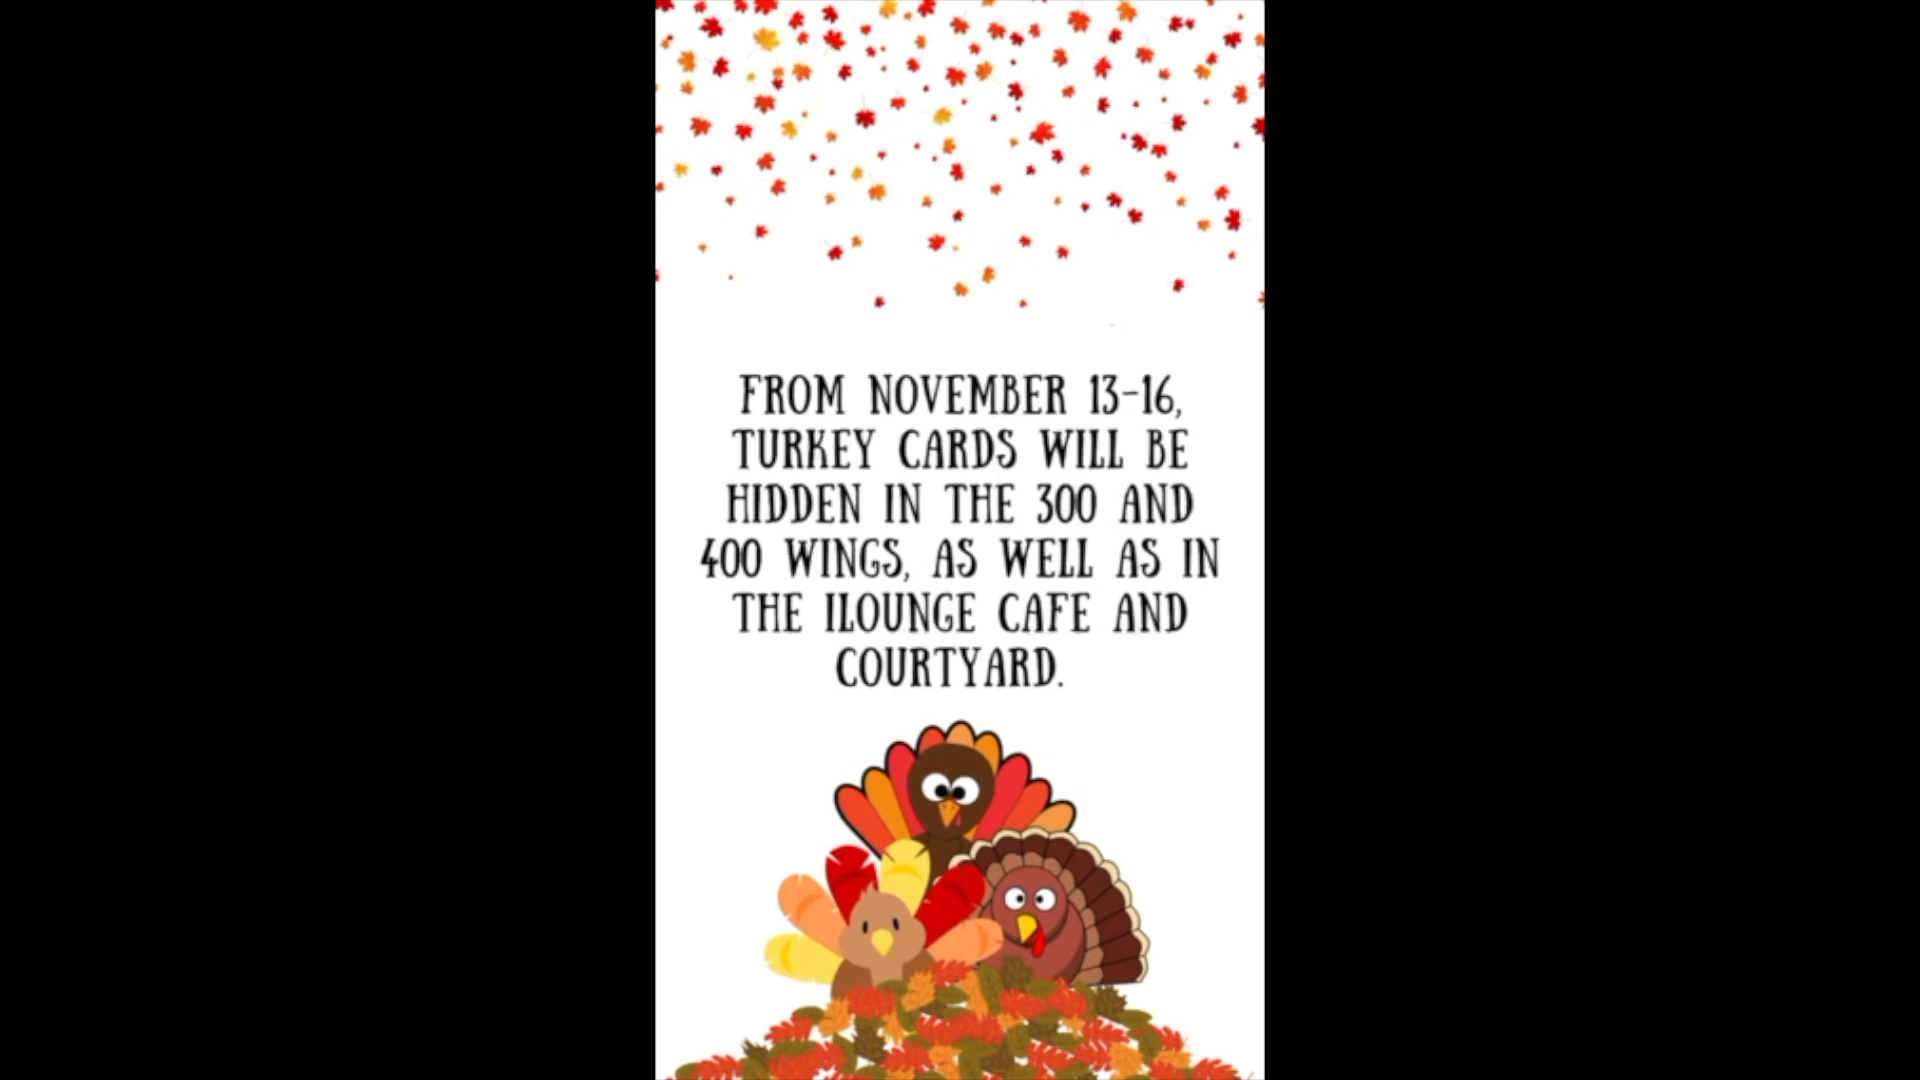 FROM NOVEMBER 13-16,
TURKEY CARDS WILL BE
HIDDEN IN THE 300 AND
400 WINGS, AS WELL AS IN
THE ILOUNGE CAFE AND
COURTYARD.